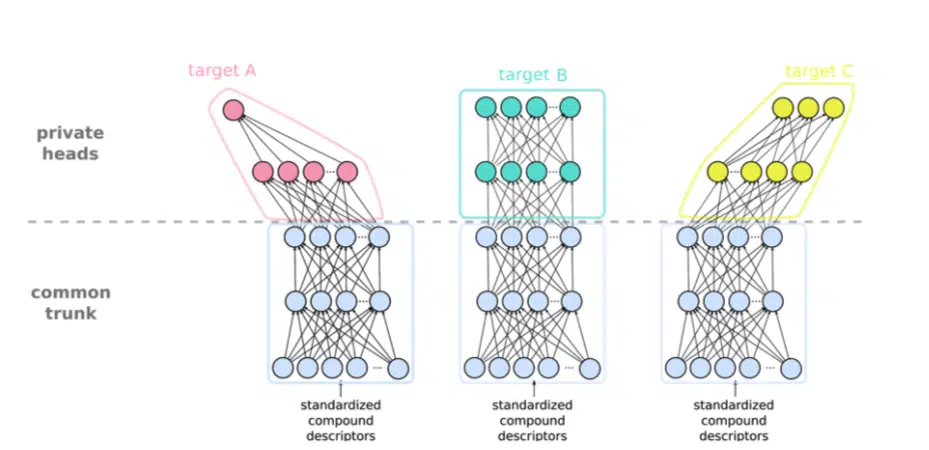 target A
target B
target C
private
heads
common
trunk
standardized
compound
descriptors
standardized
compound
descriptors
standardized
compound
descriptors